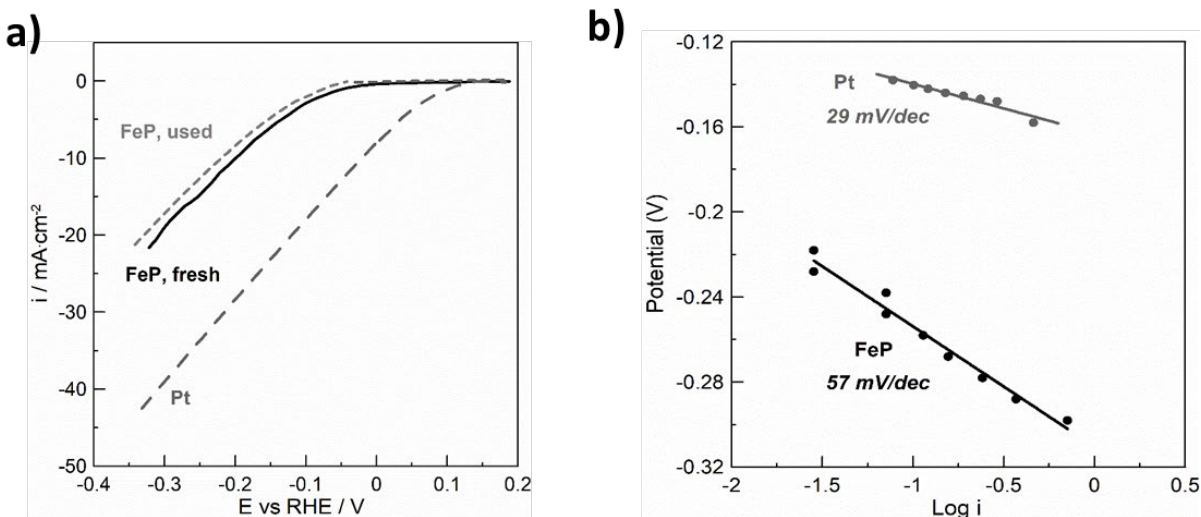 a)
0
-10
-20
-30
-40
-50
i / mA·cm-2
FeP, used
FeP, fresh
Pt
-0.4 -0.3 -0.2 -0.1 0 0.1 0.2
E vs RHE / V
b)
-0.12
-0.16
-0.2
-0.24
-0.28
-0.32
Potential (V)
Pt
29 mV/dec
FeP
57 mV/dec
-2 -1.5 -1 -0.5 0 0.5
Log i